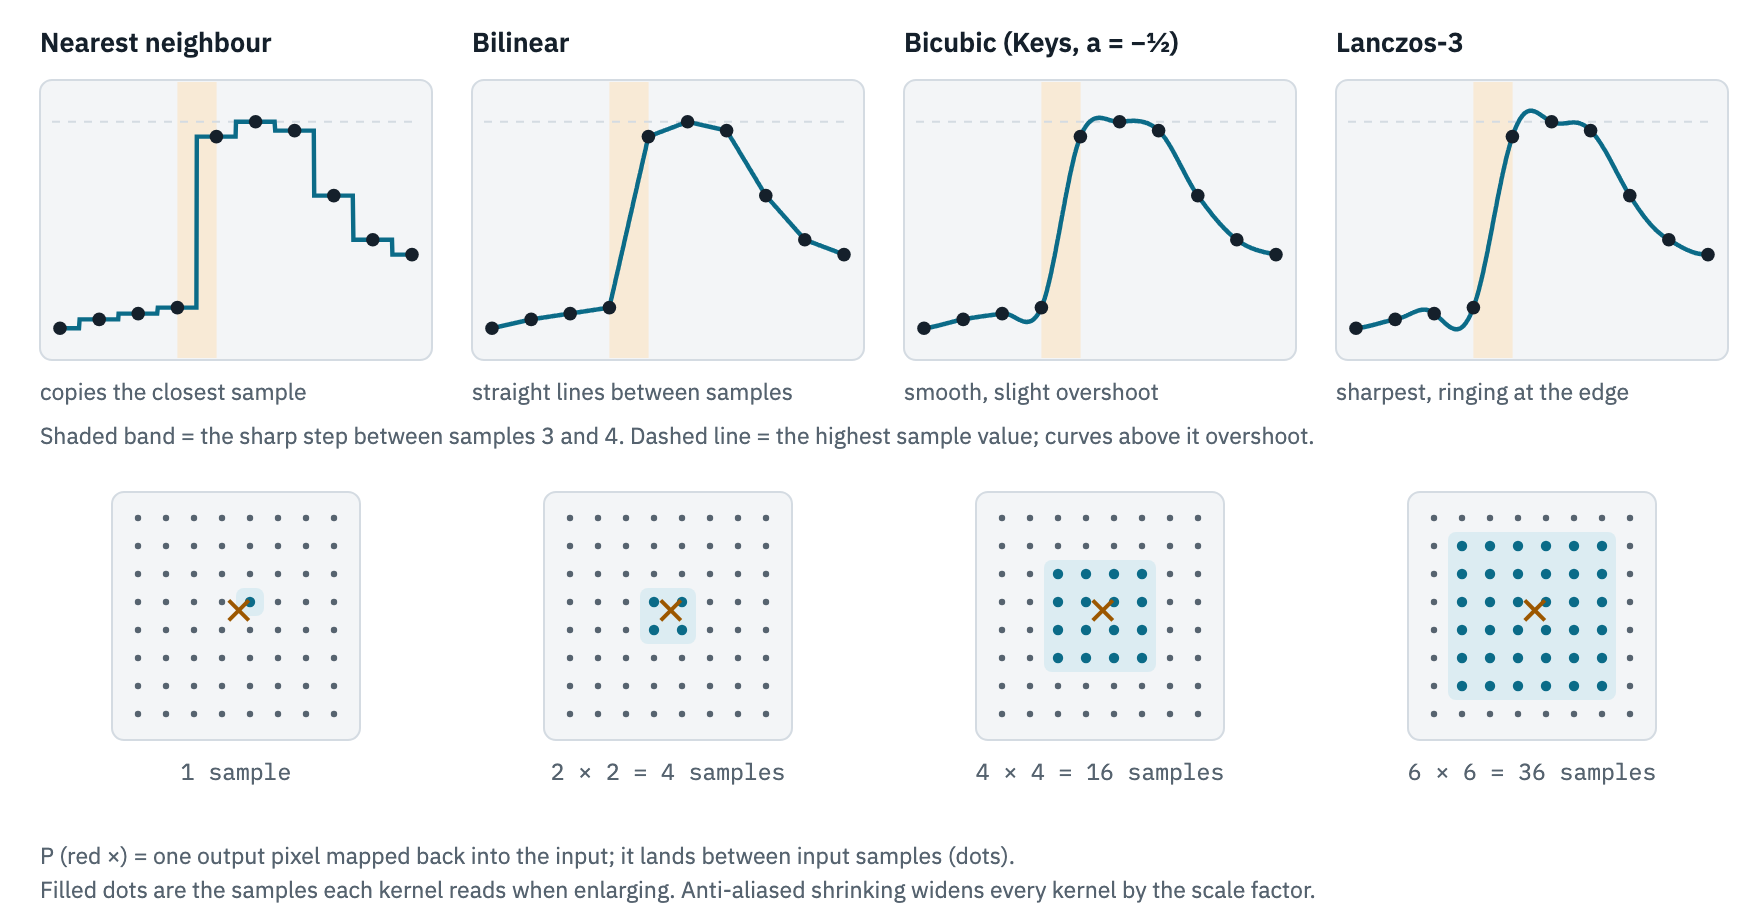 Nearest neighbour
Bilinear
Bicubic (Keys, a = −½)
Lanczos-3
copies the closest sample
straight lines between samples
smooth, slight overshoot
sharpest, ringing at the edge
Shaded band = the sharp step between samples 3 and 4. Dashed line = the highest sample value; curves above it overshoot.
1 sample
2 × 2 = 4 samples
4 × 4 = 16 samples
6 × 6 = 36 samples
P (red ×) = one output pixel mapped back into the input; it lands between input samples (dots).
Filled dots are the samples each kernel reads when enlarging. Anti-aliased shrinking widens every kernel by the scale factor.